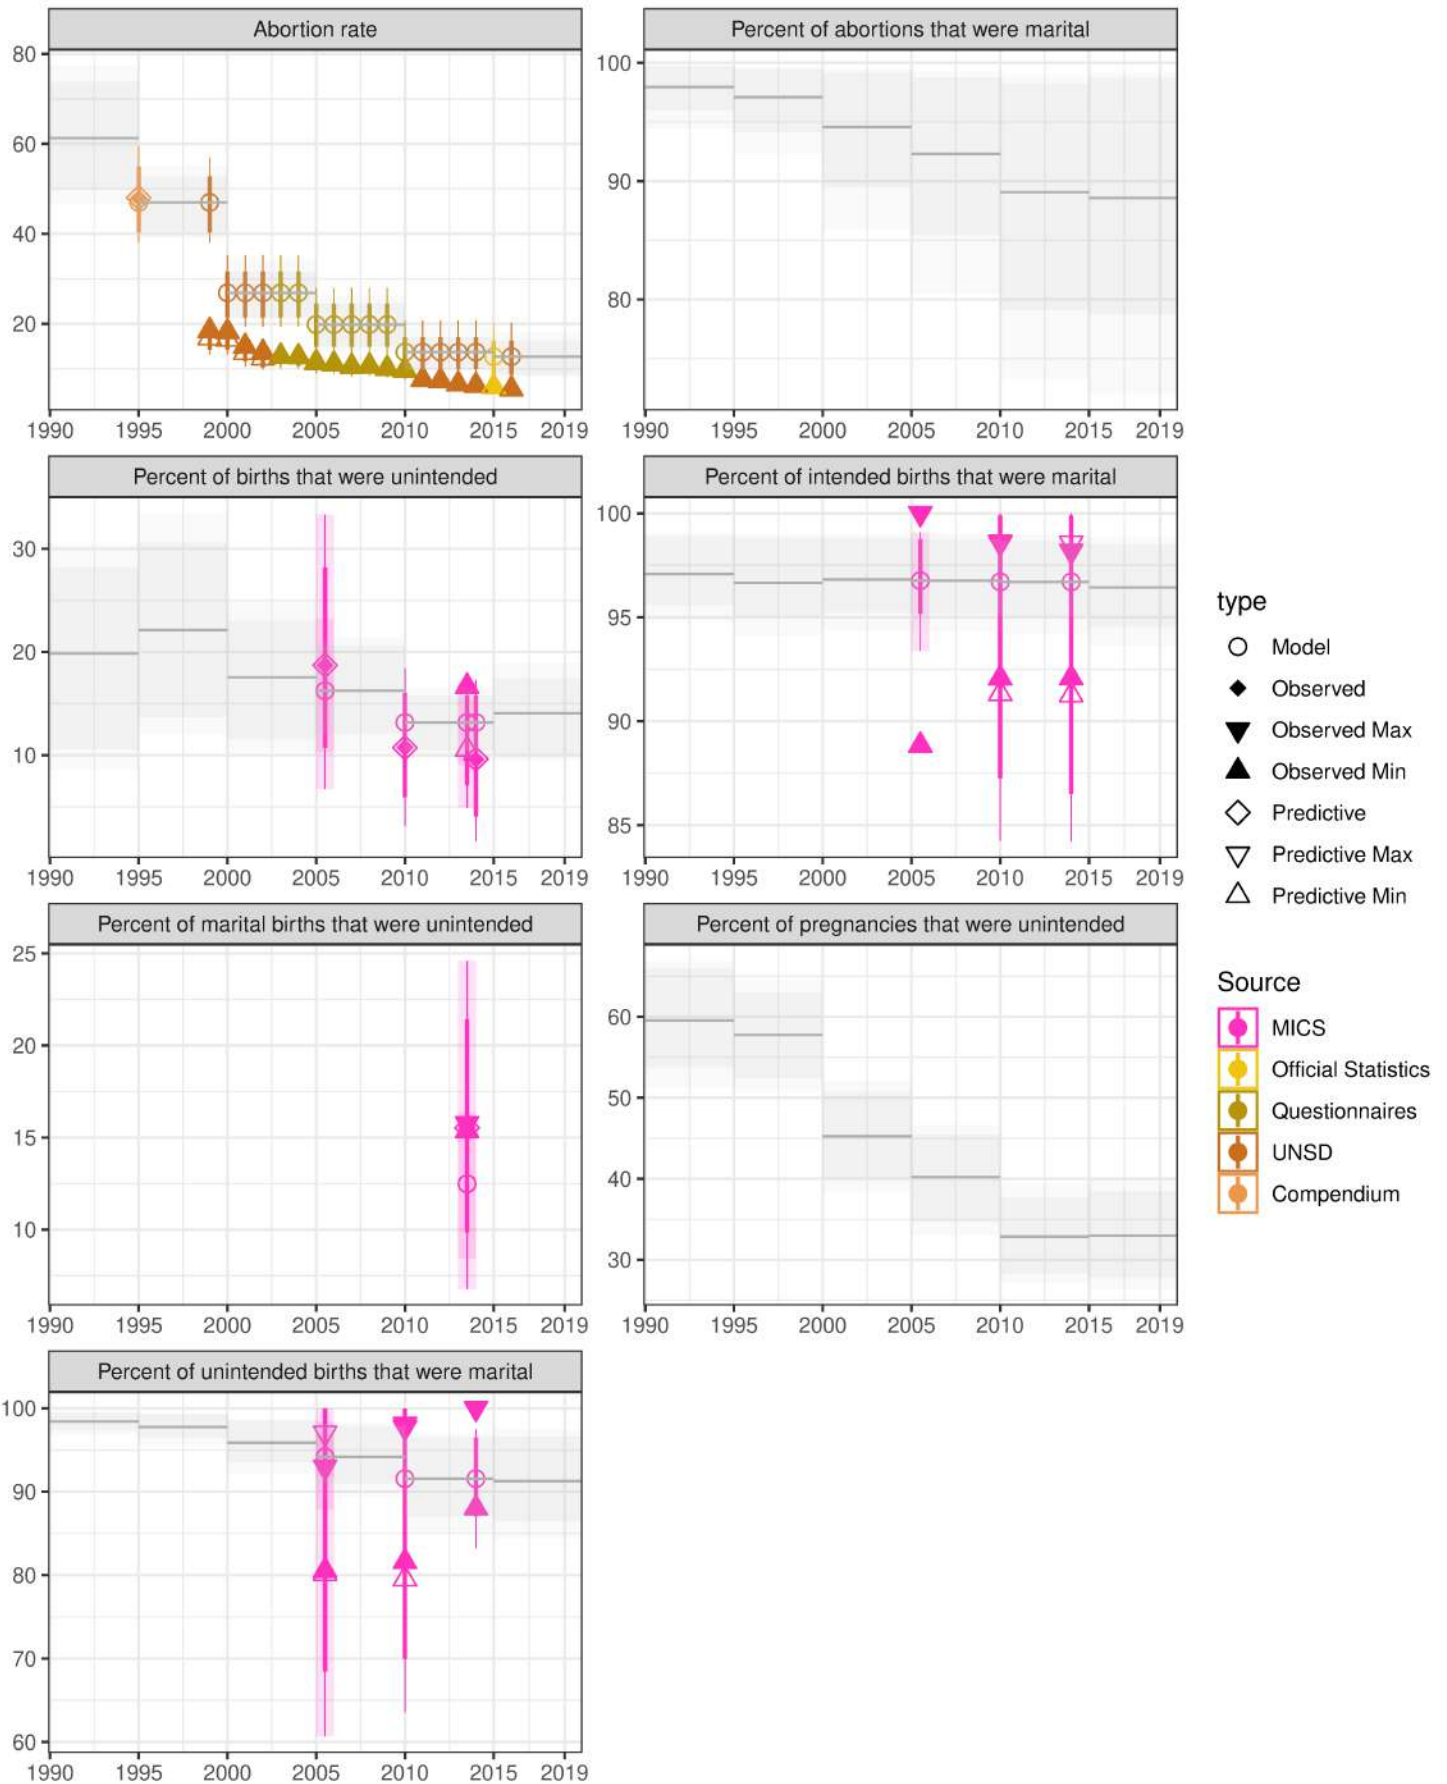 Abortion rate
Percent of abortions that were marital
80
60
40
20
100
90
80
1990 1995 2000 2005 2010 2015 2019
1990 1995 2000 2005 2010 2015 2019
Percent of births that were unintended
Percent of intended births that were marital
30
20
10
100
95
90
85
1990 1995 2000 2005 2010 2015 2019
1990 1995 2000 2005 2010 2015 2019
Percent of marital births that were unintended
Percent of pregnancies that were unintended
25
20
15
10
60
50
40
30
1990 1995 2000 2005 2010 2015 2019
1990 1995 2000 2005 2010 2015 2019
Percent of unintended births that were marital
100
90
80
70
60
1990 1995 2000 2005 2010 2015 2019
type
Model
Observed
Observed Max
Observed Min
Predictive
Predictive Max
Predictive Min
Source
MICS
Official Statistics
Questionnaires
UNSD
Compendium